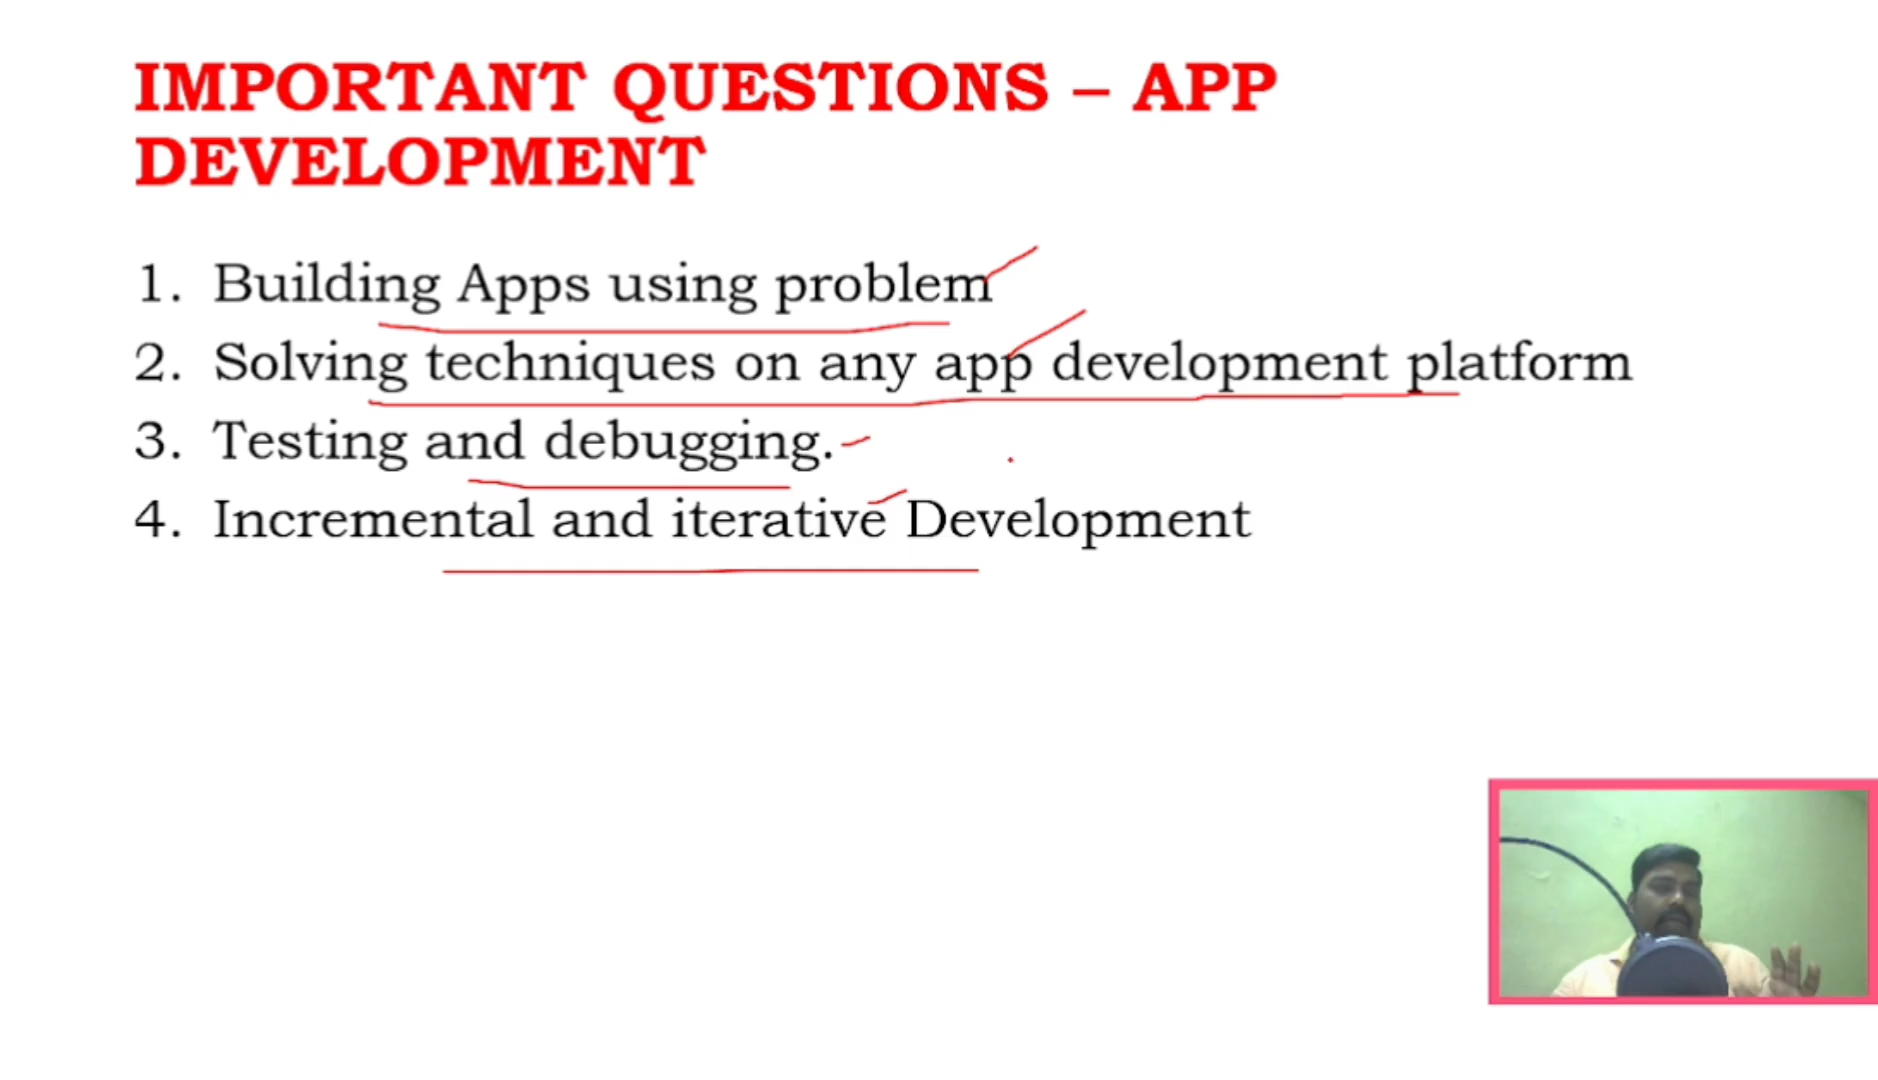 IMPORTANT QUESTIONS – APP
DEVELOPMENT
1. Building Apps using problem
2. Solving techniques on any app development platform
3. Testing and debugging.
4. Incremental and iterative Development